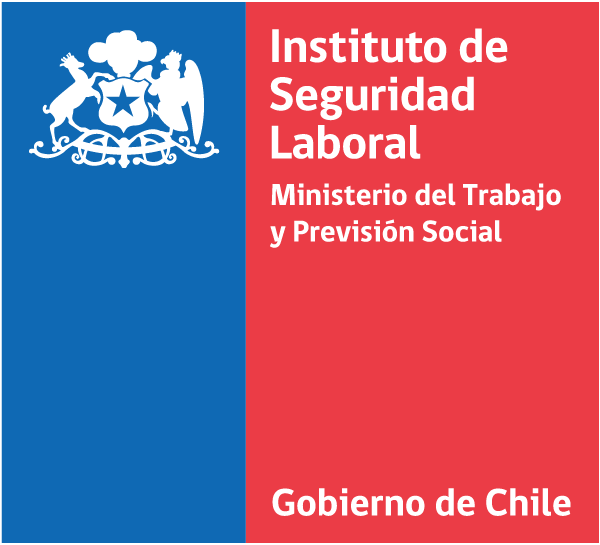 Instituto de
Seguridad
Laboral
Ministerio del Trabajo
y Previsión Social
Gobierno de Chile